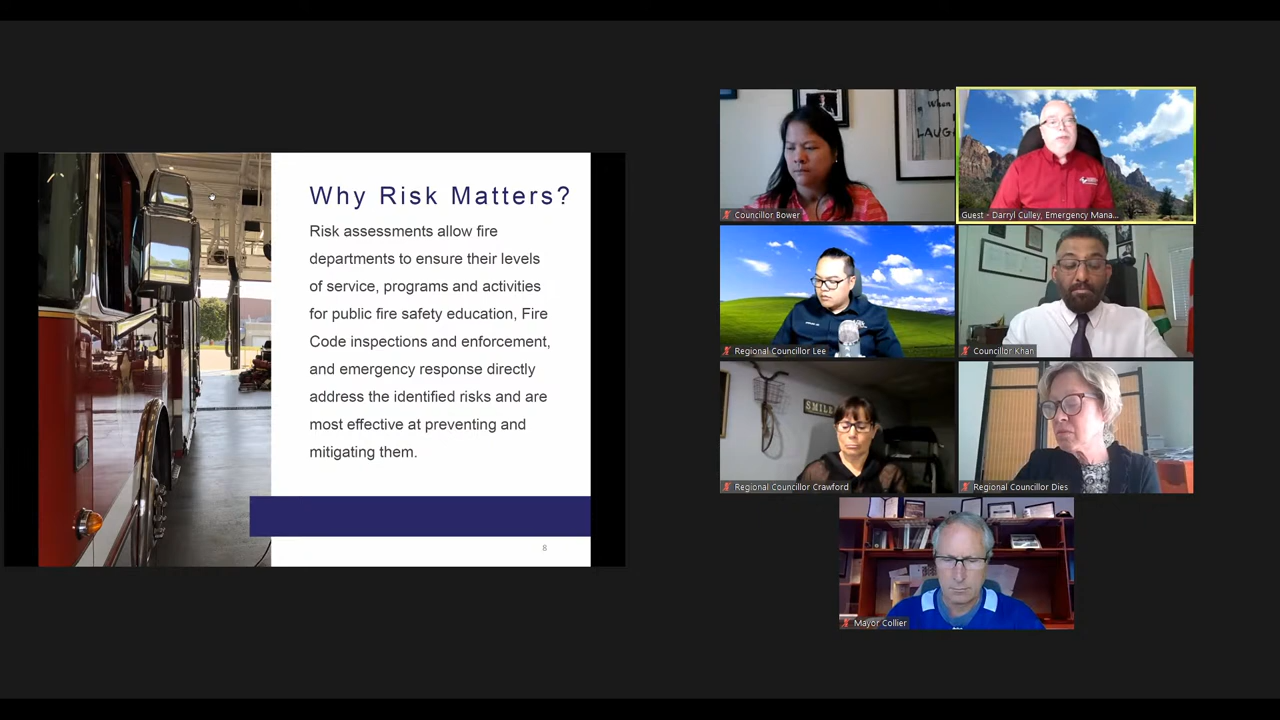 Why Risk Matters?
Risk assessments allow fire
departments to ensure their levels
of service, programs and activities
for public fire safety education, Fire
Code inspections and enforcement,
and emergency response directly
address the identified risks and are
most effective at preventing and
mitigating them.
8
When
LAUGH
Councillor Bower
Guest - Darryl Culley, Emergency Mana...
Regional Councillor Lee
Councillor Khan
SMILE
Regional Councillor Crawford
Regional Councillor Dies
Mayor Collier